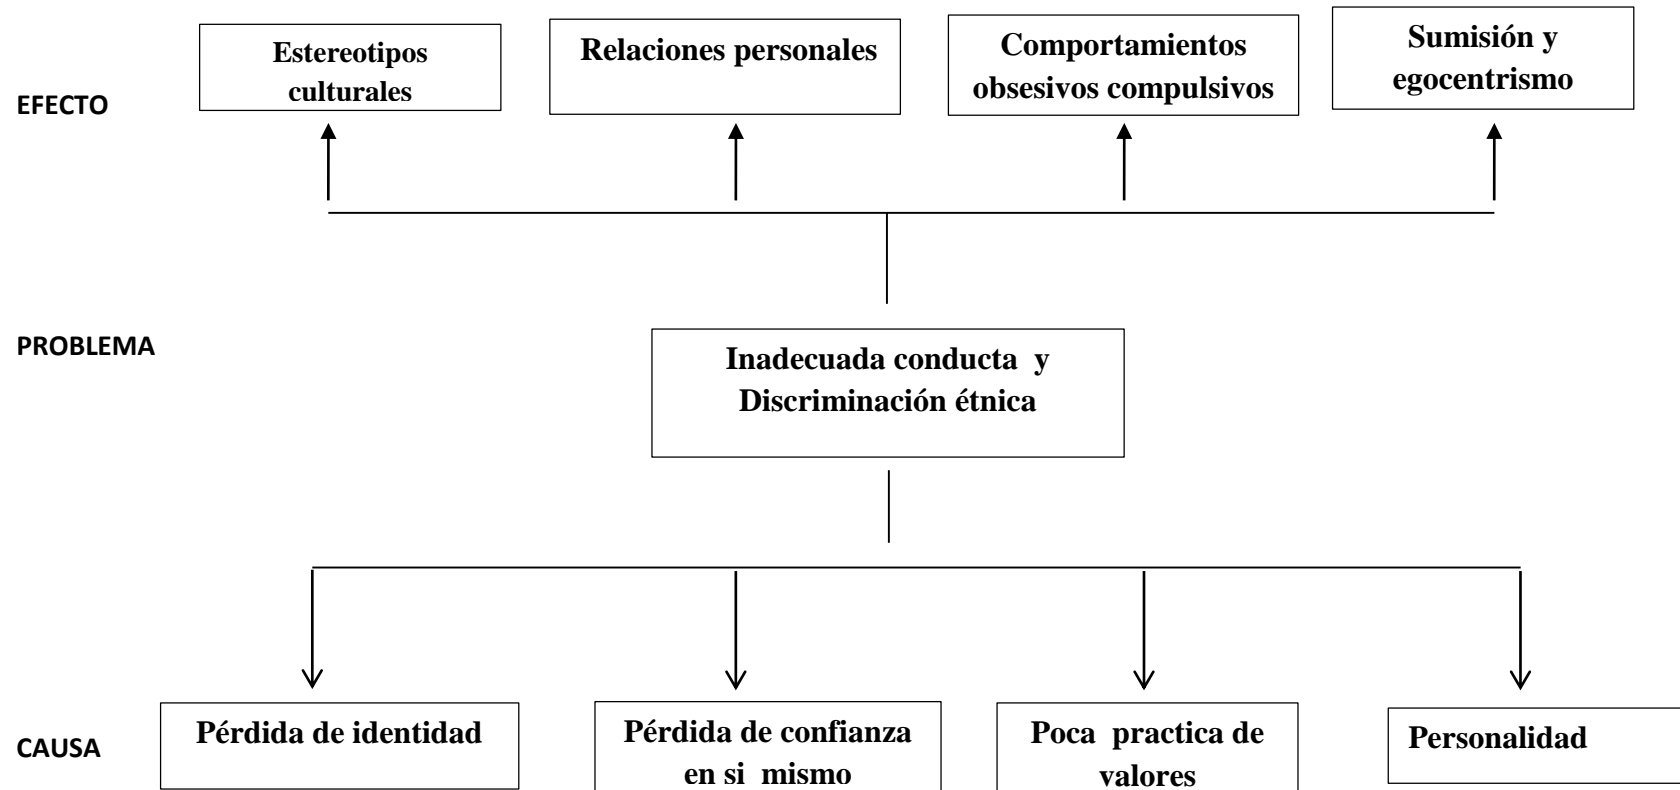 Estereotipos
culturales
Relaciones personales
Comportamientos
obsesivos compulsivos
Sumisión y
egocentrismo
EFECTO
PROBLEMA
Inadecuada conducta  y
Discriminación étnica
CAUSA
Pérdida de identidad
Pérdida de confianza
en si  mismo
Poca  practica de
valores
Personalidad